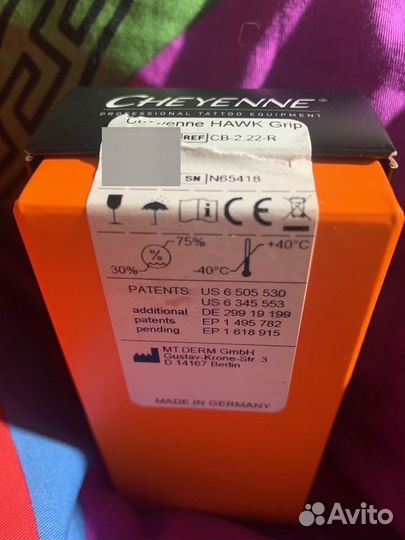 CHEYENNE®
PROFESSIONAL TATTOO EQUIPMENT
Cheyenne HAWK Grip
REF CB-2.22-R
SN N65418
CE
75%
30%
+40°C
-40°C
PATENTS: US 6 505 530
US 6 345 553
additional DE 299 19 199
patents EP 1 495 782
pending EP 1 618 915
MT.DERM GmbH
Gustav-Krone-Str. 3
D 14167 Berlin
MADE IN GERMANY
Avito